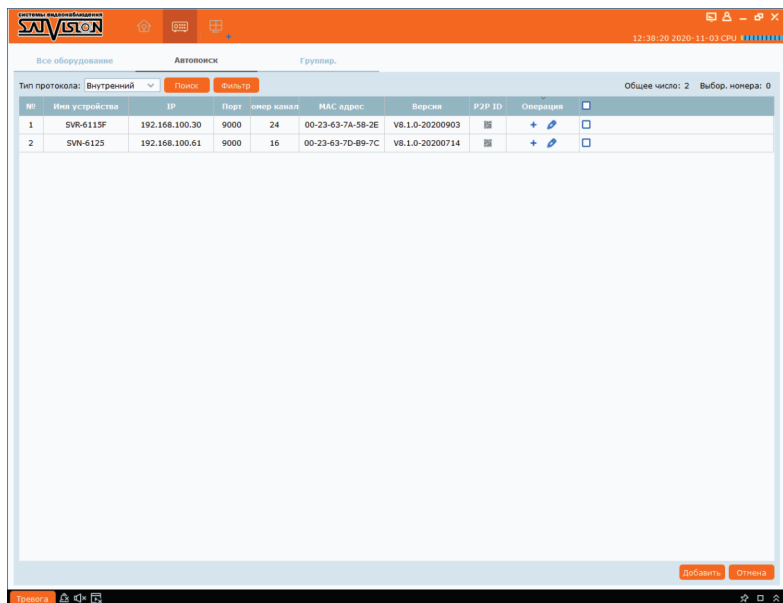 системы видеонаблюдения
SATVISION
12:38:20 2020-11-03 CPU
Все оборудование Автопоиск Группир.
Тип протокола: Внутренний Поиск Фильтр Общее число: 2 Выбор. номера: 0
№ Имя устройства IP Порт омер канал MAC адрес Версия P2P ID Операция
1 SVR-6115F 192.168.100.30 9000 24 00-23-63-7A-58-2E V8.1.0-20200903
2 SVN-6125 192.168.100.61 9000 16 00-23-63-7D-B9-7C V8.1.0-20200714
Добавить Отмена
Тревога